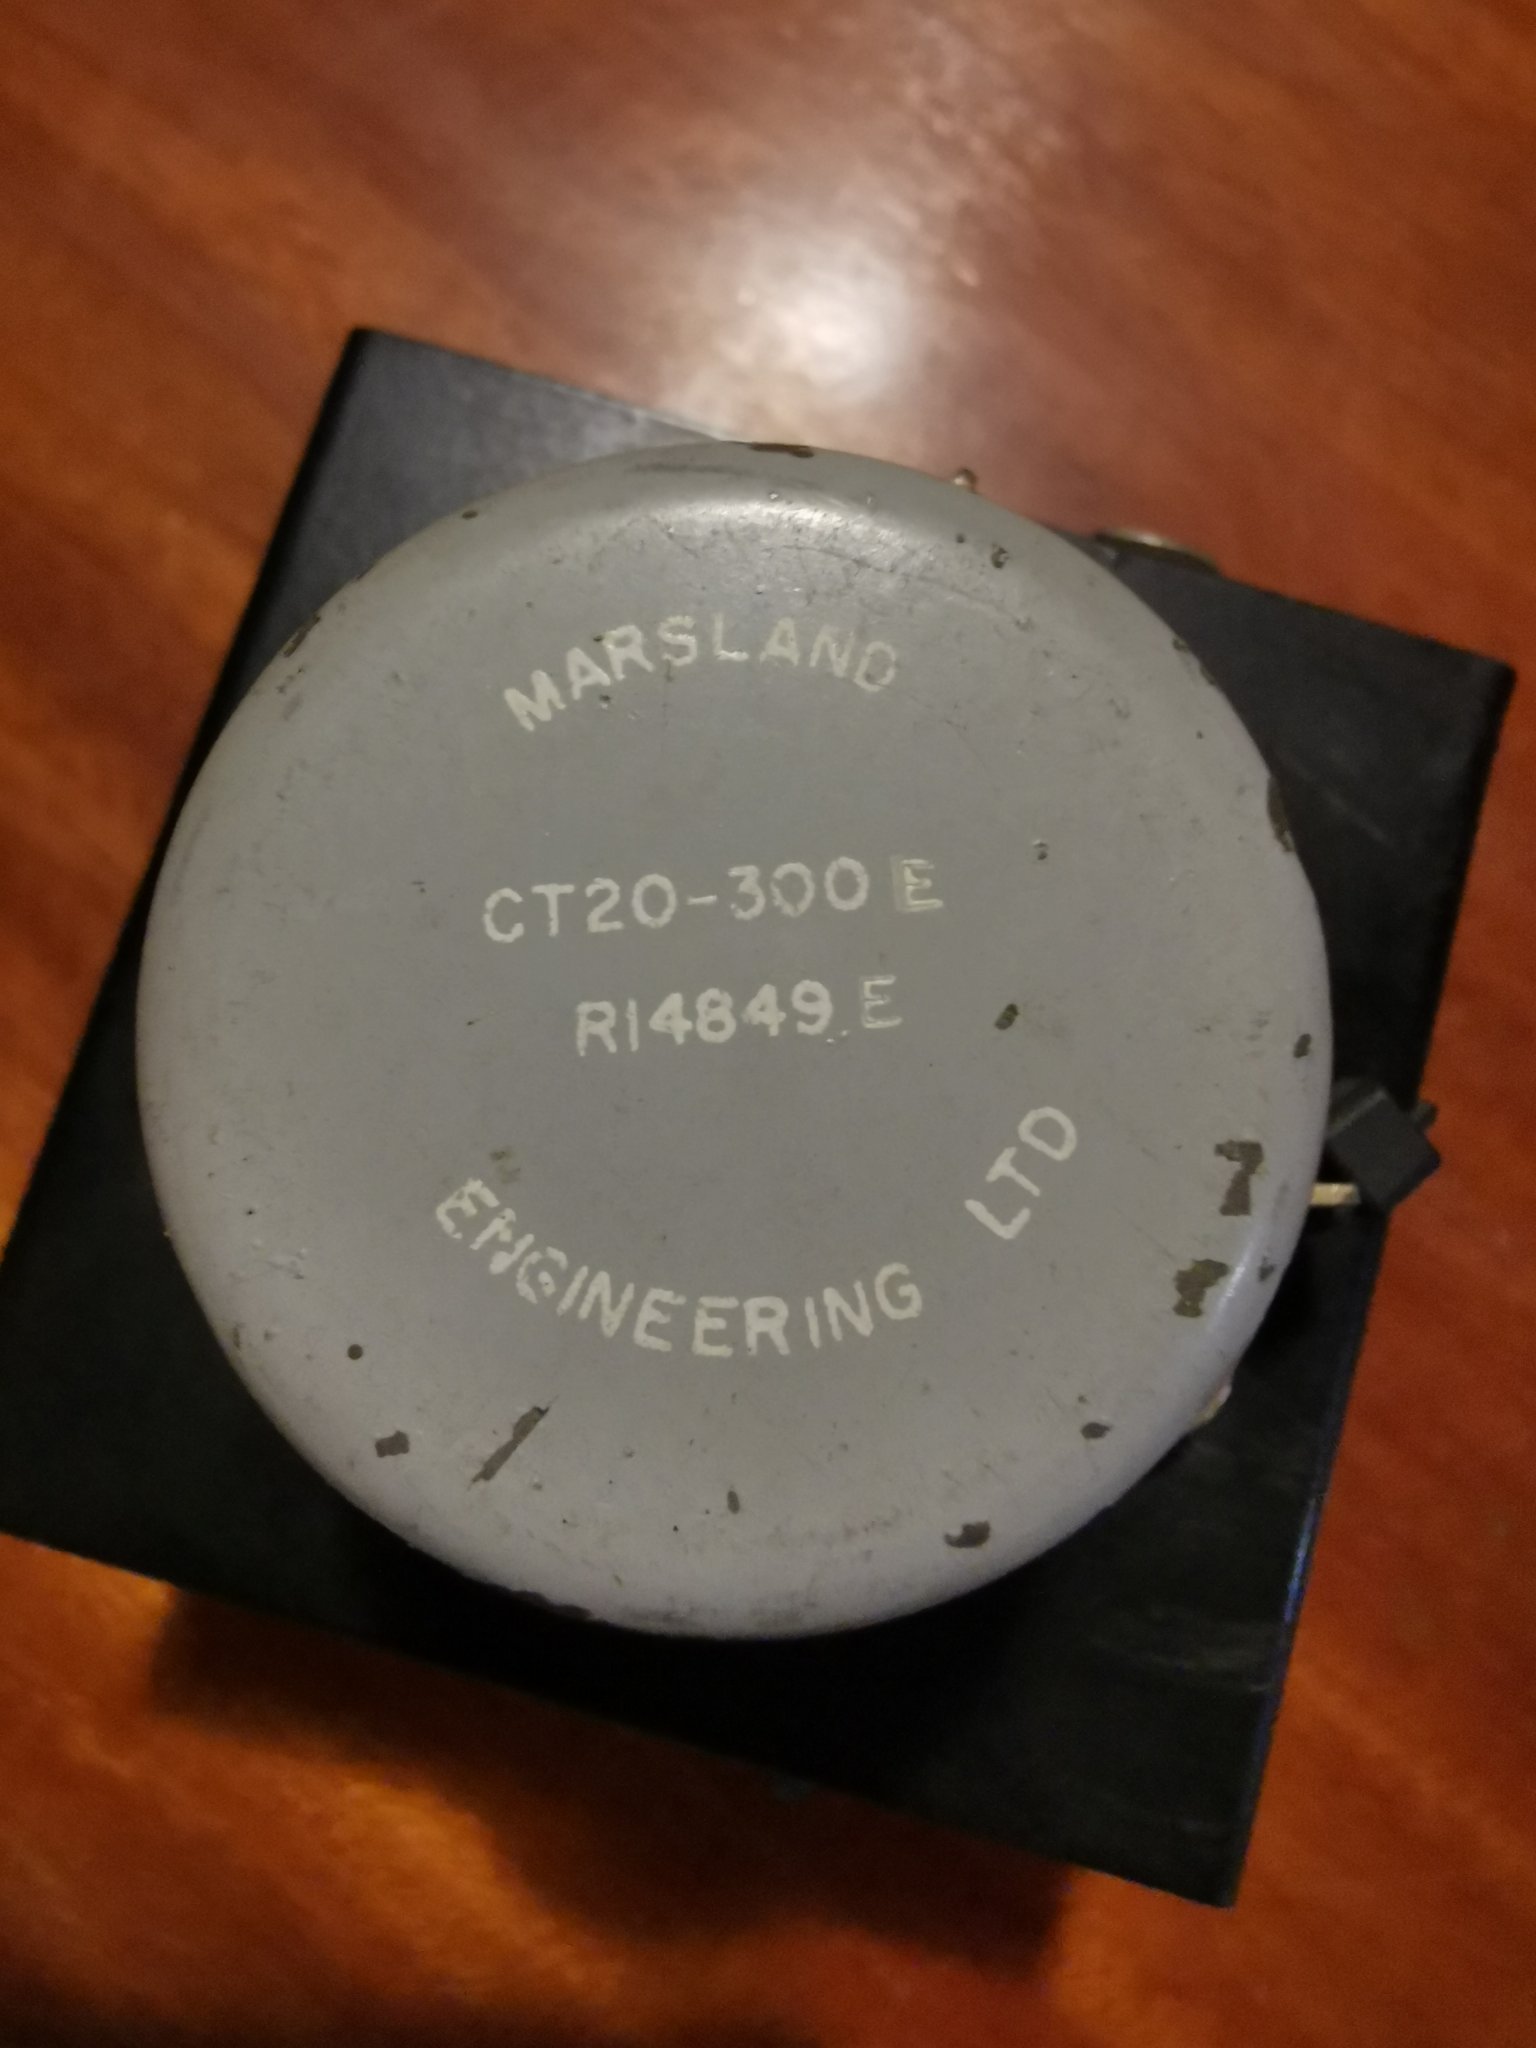 MARSLAND
CT20-300 E
R14849 E
ENGINEERING LTD